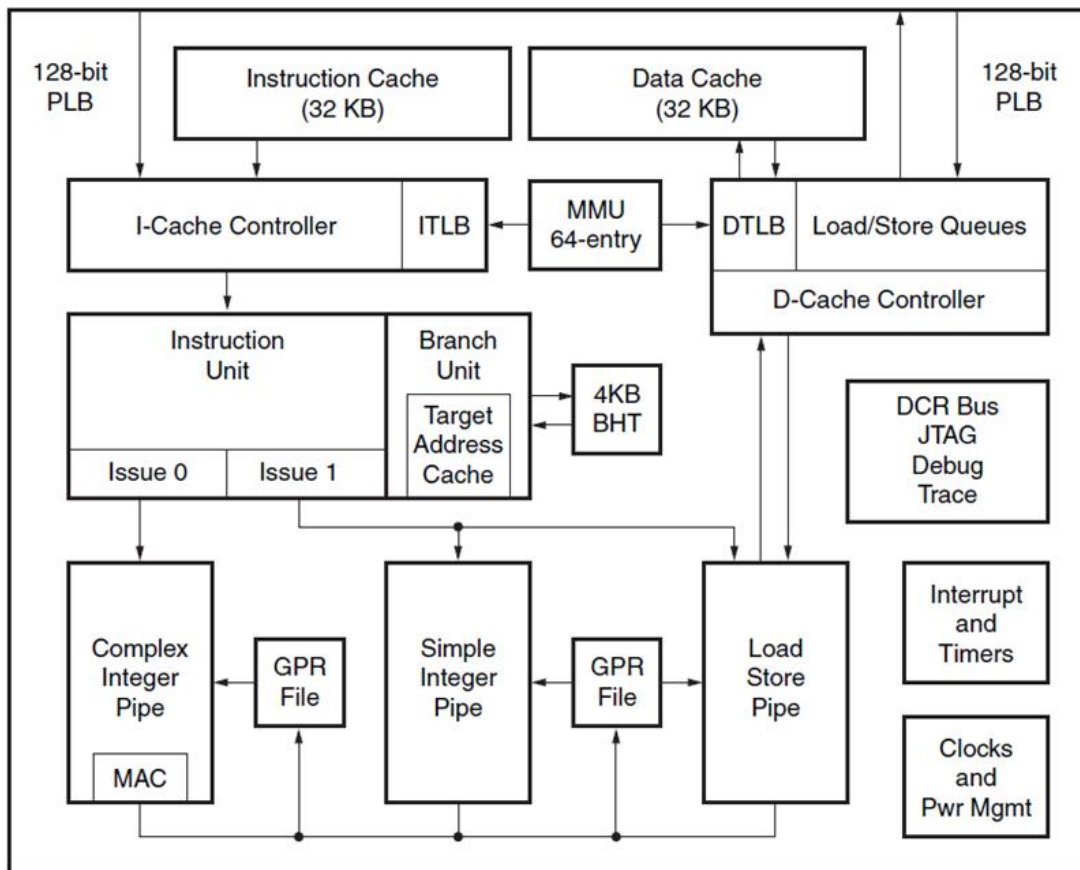 128-bit
PLB
Instruction Cache
(32 KB)
Data Cache
(32 KB)
128-bit
PLB
I-Cache Controller
ITLB
MMU
64-entry
DTLB
Load/Store Queues
D-Cache Controller
Instruction
Unit
Branch
Unit
Target
Address
Cache
4KB
BHT
Issue 0
Issue 1
DCR Bus
JTAG
Debug
Trace
Complex
Integer
Pipe
MAC
GPR
File
Simple
Integer
Pipe
GPR
File
Load
Store
Pipe
Interrupt
and
Timers
Clocks
and
Pwr Mgmt